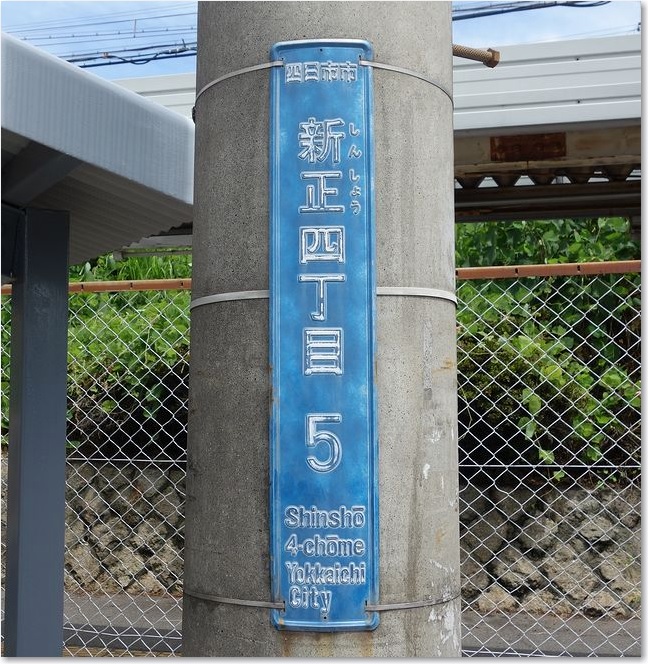 四日市市
新正四丁目 5
しんしょう
Shinshō
4-chōme
Yokkaichi
City